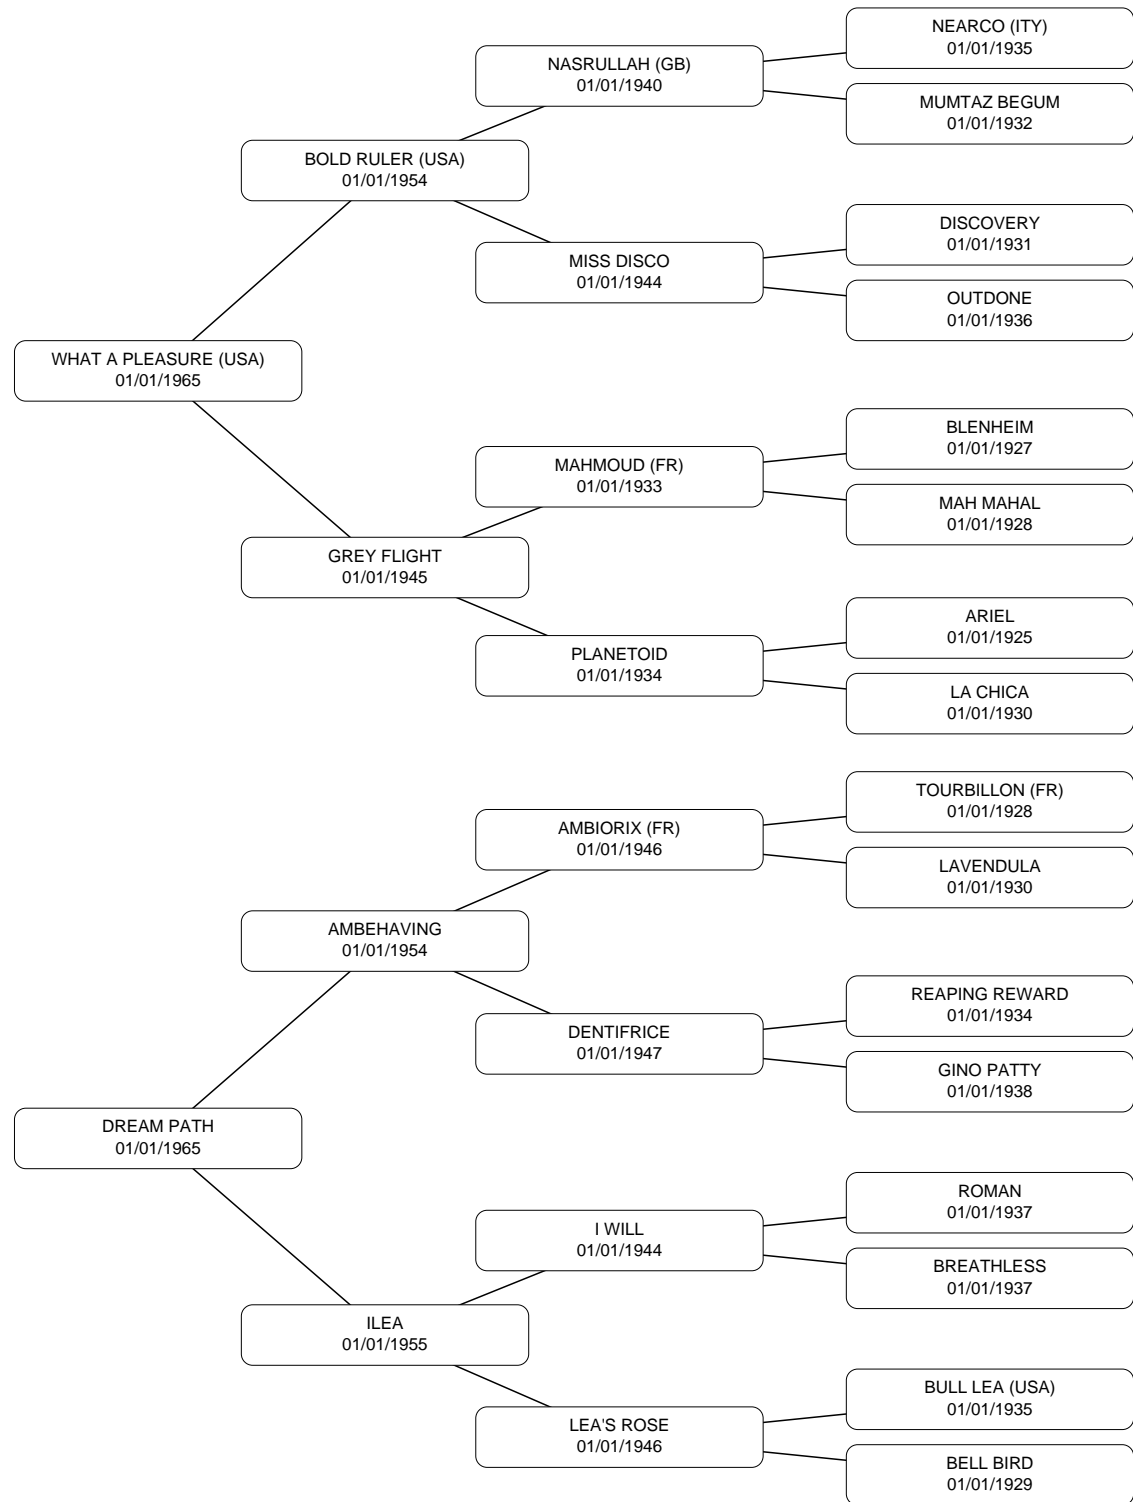 NEARCO (ITY)
01/01/1935
NASRULLAH (GB)
01/01/1940
MUMTAZ BEGUM
01/01/1932
BOLD RULER (USA)
01/01/1954
DISCOVERY
01/01/1931
MISS DISCO
01/01/1944
OUTDONE
01/01/1936
WHAT A PLEASURE (USA)
01/01/1965
BLENHEIM
01/01/1927
MAHMOUD (FR)
01/01/1933
MAH MAHAL
01/01/1928
GREY FLIGHT
01/01/1945
ARIEL
01/01/1925
PLANETOID
01/01/1934
LA CHICA
01/01/1930
TOURBILLON (FR)
01/01/1928
AMBIORIX (FR)
01/01/1946
LAVENDULA
01/01/1930
AMBEHAVING
01/01/1954
REAPING REWARD
01/01/1934
DENTIFRICE
01/01/1947
GINO PATTY
01/01/1938
DREAM PATH
01/01/1965
ROMAN
01/01/1937
I WILL
01/01/1944
BREATHLESS
01/01/1937
ILEA
01/01/1955
BULL LEA (USA)
01/01/1935
LEA'S ROSE
01/01/1946
BELL BIRD
01/01/1929